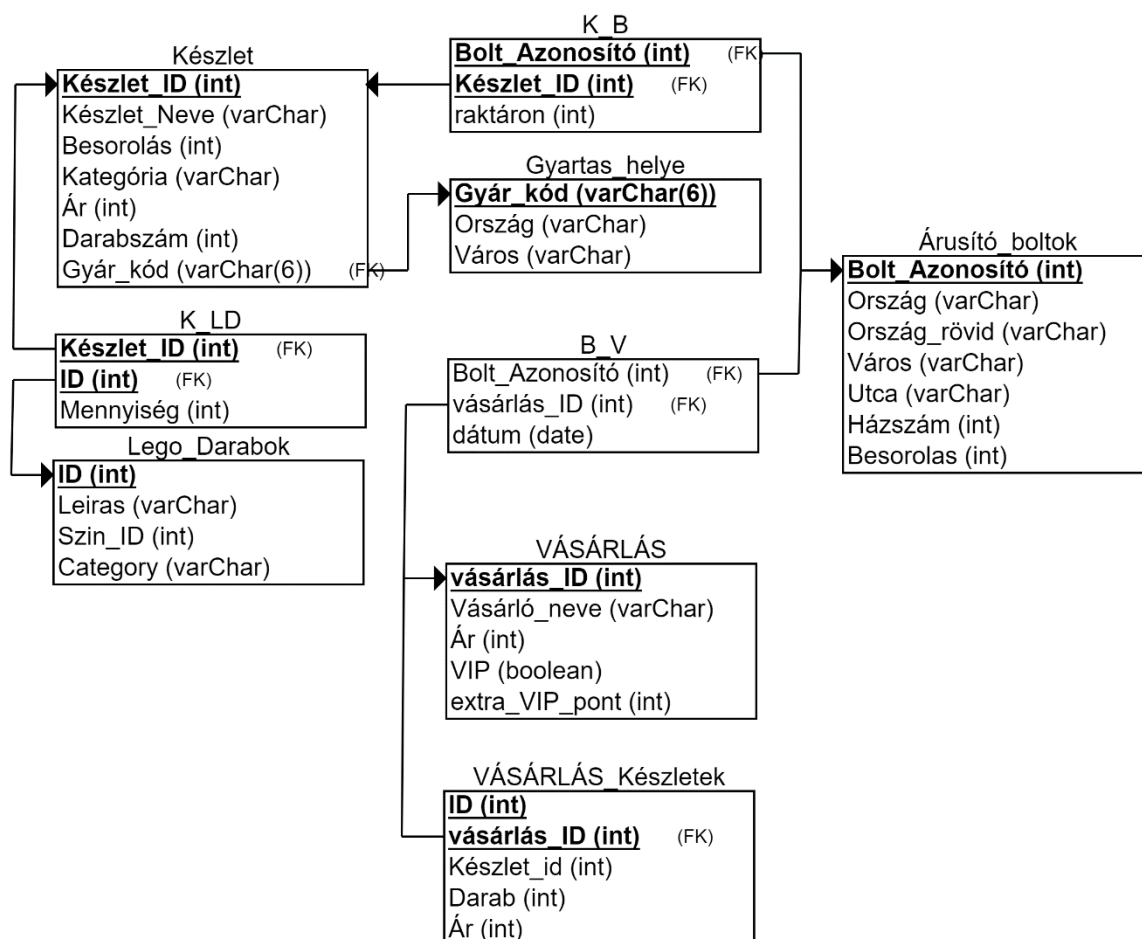 Készlet
Készlet_ID (int)
Készlet_Neve (varChar)
Besorolás (int)
Kategória (varChar)
Ár (int)
Darabszám (int)
Gyár_kód (varChar(6)) (FK)
K_LD
Készlet_ID (int) (FK)
ID (int) (FK)
Mennyiség (int)
Lego_Darabok
ID (int)
Leiras (varChar)
Szin_ID (int)
Category (varChar)
K_B
Bolt_Azonosító (int) (FK)
Készlet_ID (int) (FK)
raktáron (int)
Gyartas_helye
Gyár_kód (varChar(6))
Ország (varChar)
Város (varChar)
B_V
Bolt_Azonosító (int) (FK)
vásárlás_ID (int) (FK)
dátum (date)
VÁSÁRLÁS
vásárlás_ID (int)
Vásárló_neve (varChar)
Ár (int)
VIP (boolean)
extra_VIP_pont (int)
VÁSÁRLÁS_Készletek
ID (int)
vásárlás_ID (int) (FK)
Készlet_id (int)
Darab (int)
Ár (int)
Árusító_boltok
Bolt_Azonosító (int)
Ország (varChar)
Ország_rövid (varChar)
Város (varChar)
Utca (varChar)
Házszám (int)
Besorolas (int)